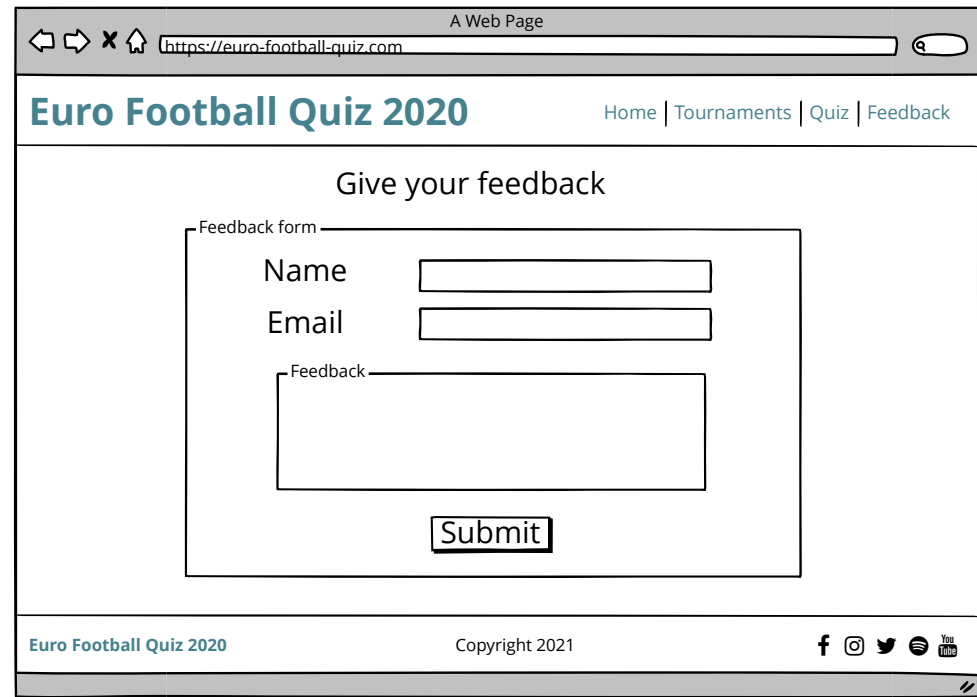 A Web Page
https://euro-football-quiz.com
Euro Football Quiz 2020
Home | Tournaments | Quiz | Feedback
Give your feedback
Feedback form
Name
Email
Feedback
Submit
Euro Football Quiz 2020 Copyright 2021 You Tube